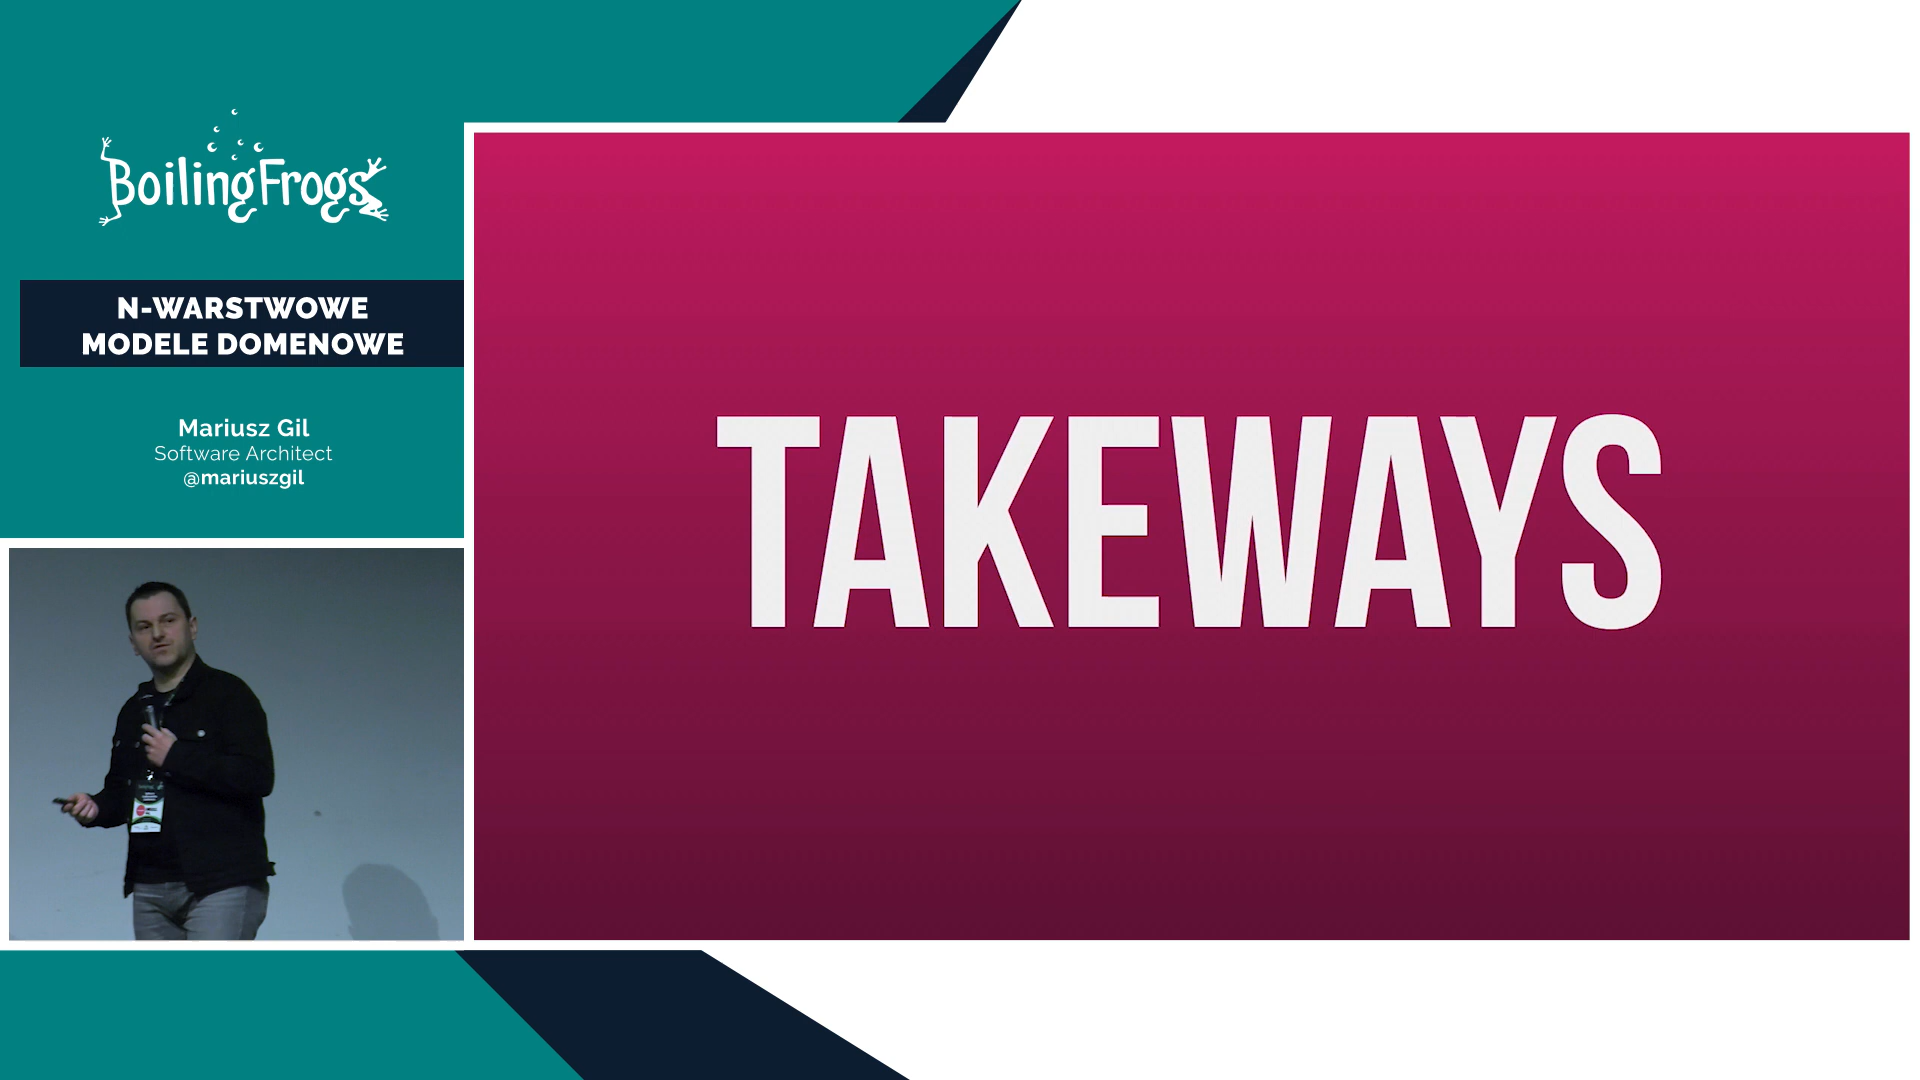 BoilingFrogs
N-WARSTWOWE
MODELE DOMENOWE
Mariusz Gil
Software Architect
@mariuszgil
TAKEWAYS